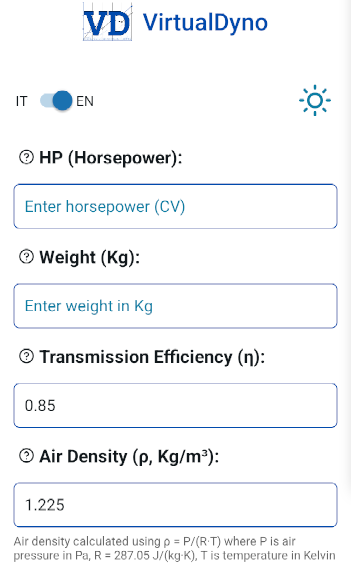 VD VirtualDyno
IT EN
? HP (Horsepower):
Enter horsepower (CV)
? Weight (Kg):
Enter weight in Kg
? Transmission Efficiency (η):
0.85
? Air Density (ρ, Kg/m³):
1.225
Air density calculated using ρ = P/(R·T) where P is air
pressure in Pa, R = 287.05 J/(kg·K), T is temperature in Kelvin